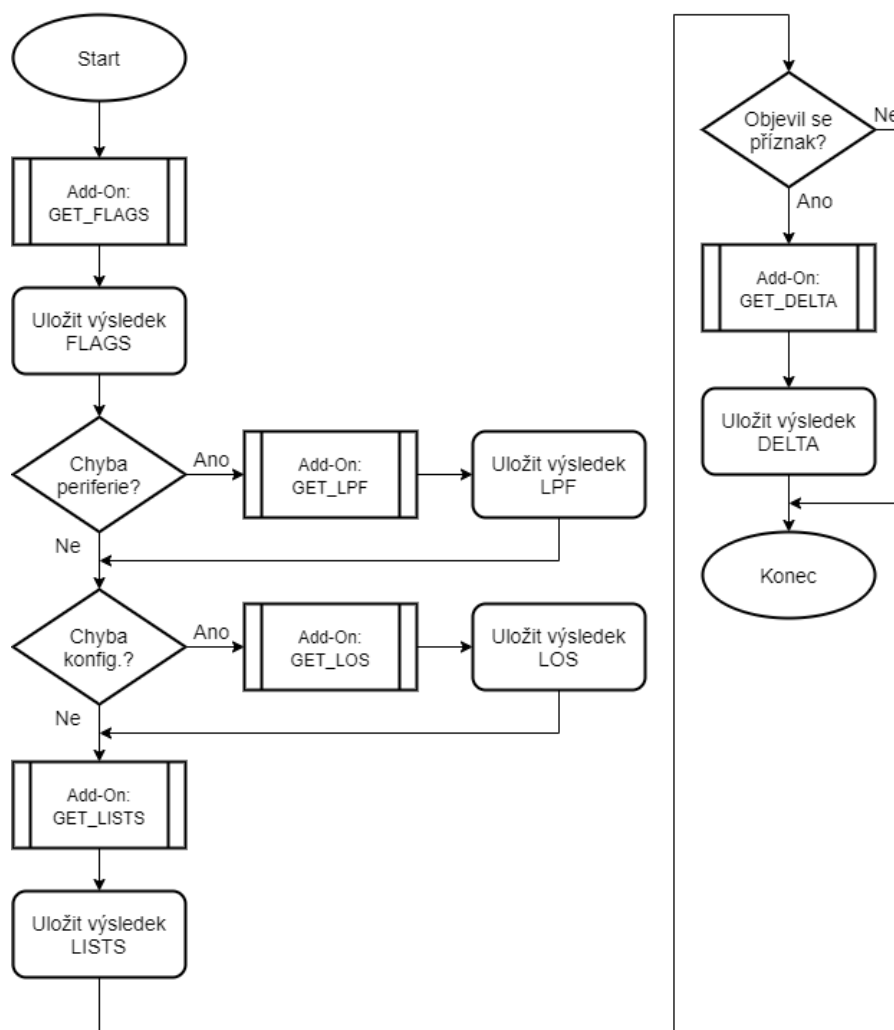 Start
Add-On:
GET_FLAGS
Uložit výsledek
FLAGS
Chyba
periferie?
Ano
Add-On:
GET_LPF
Uložit výsledek
LPF
Ne
Chyba
konfig.?
Ano
Add-On:
GET_LOS
Uložit výsledek
LOS
Ne
Add-On:
GET_LISTS
Uložit výsledek
LISTS
Objevil se
příznak?
Ne
Ano
Add-On:
GET_DELTA
Uložit výsledek
DELTA
Konec